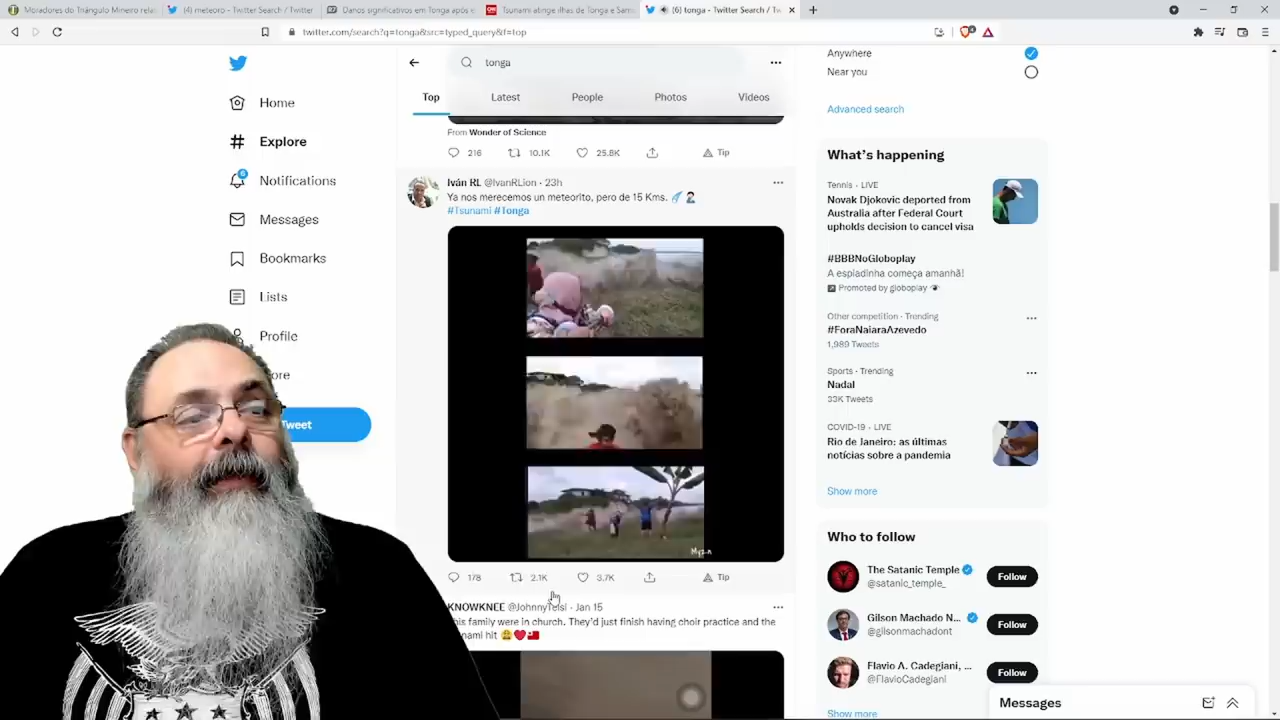 Moradores do Triângulo Mineiro relat
(4) meteoro - Twitter Search / Twitter
Danos significativos em Tonga após e
Tsunami atinge ilhas de Tonga e Sam
(6) tonga - Twitter Search / Tw
twitter.com/search?q=tonga&src=typed_query&f=top
Home
Explore
6
Notifications
Messages
Bookmarks
Lists
Profile
ore
Tweet
tonga
Top
Latest
People
Photos
Videos
From Wonder of Science
216
10.1K
25.8K
Tip
Iván RL @IvanRLion · 23h
Ya nos merecemos un meteorito, pero de 15 Kms.
#Tsunami #Tonga
178
2.1K
3.7K
Tip
KNOWKNEE · Jan 15
his family were in church. They'd just finish having choir practice and the
nami hit
Anywhere
Near you
Advanced search
What's happening
Tennis · LIVE
Novak Djokovic deported from
Australia after Federal Court
upholds decision to cancel visa
#BBBNoGloboplay
A espiadinha começa amanhã!
Promoted by globoplay
Other competition · Trending
#ForaNaiaraAzevedo
1,989 Tweets
Sports · Trending
Nadal
33K Tweets
COVID-19 · LIVE
Rio de Janeiro: as últimas
notícias sobre a pandemia
Show more
Who to follow
The Satanic Temple
@satanic_temple_
Follow
Gilson Machado N...
@gilsonmachadont
Follow
Flavio A. Cadegiani, ...
@FlavioCadegiani
Follow
Show more
Messages